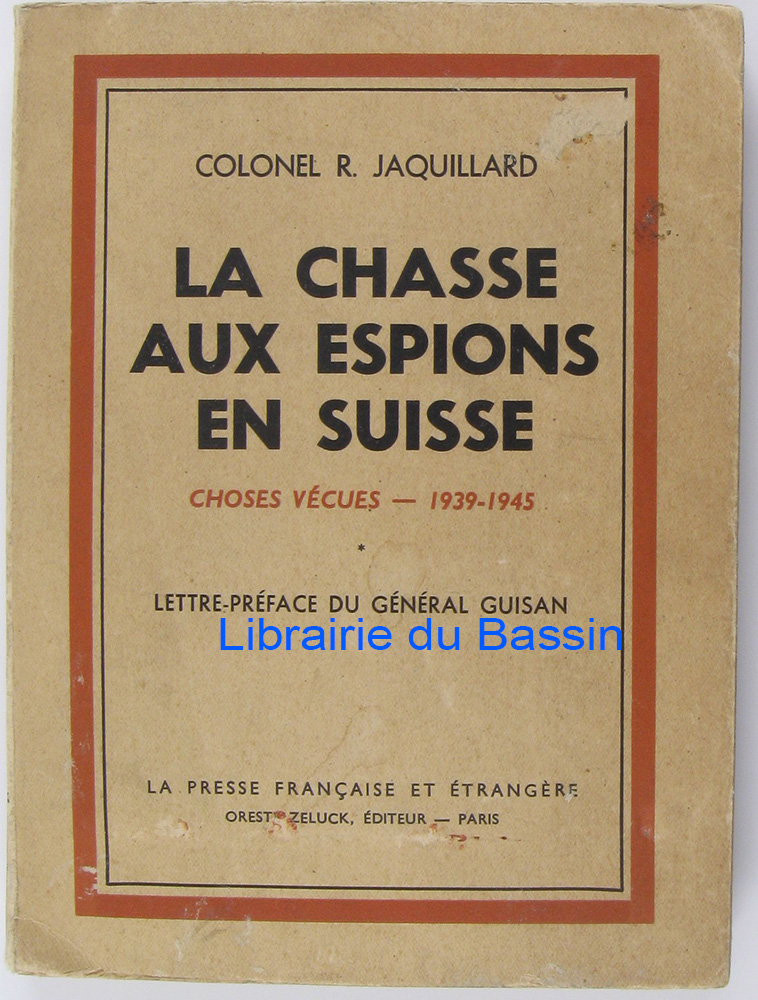 COLONEL R. JAQUILLARD
LA CHASSE
AUX ESPIONS
EN SUISSE
CHOSES VÉCUES — 1939-1945
*
LETTRE-PRÉFACE DU GÉNÉRAL GUISAN
Librairie du Bassin
LA PRESSE FRANÇAISE ET ÉTRANGÈRE
ORESTE ZELUCK, ÉDITEUR — PARIS